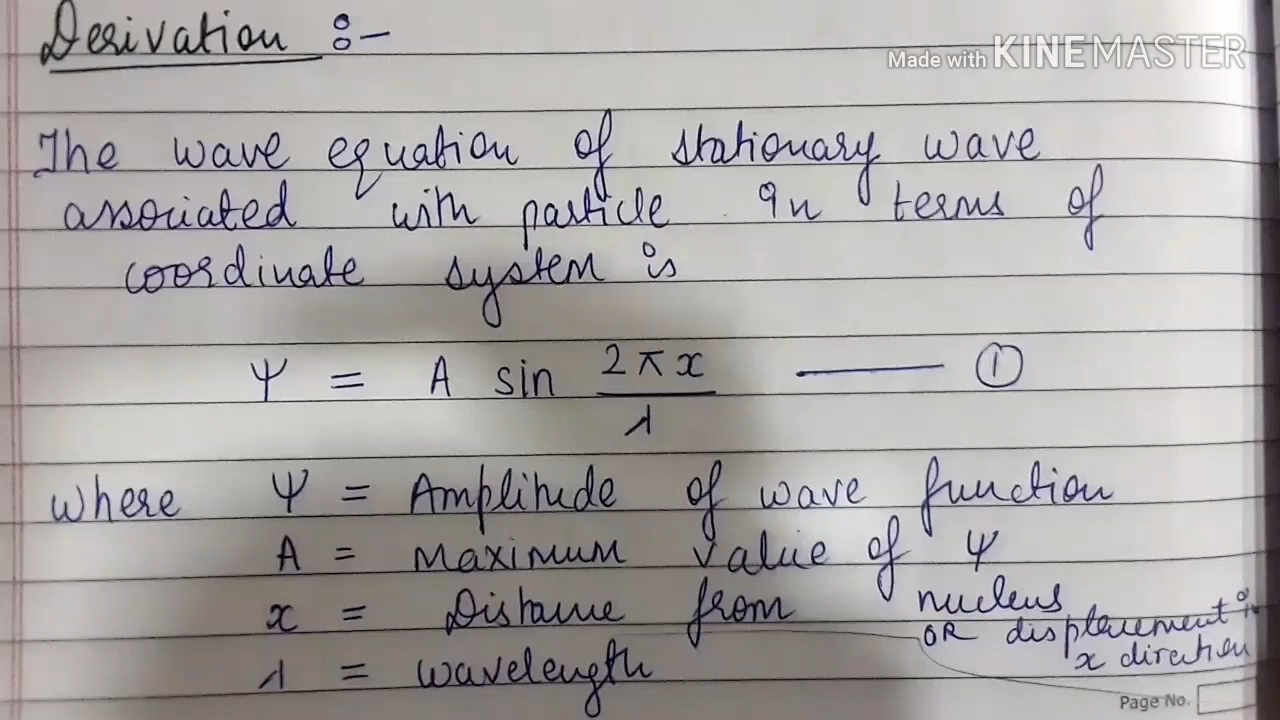 Derivation :-
Made with KINEMASTER
The wave equation of stationary wave
associated with particle in terms of
coordinate system is
Ψ = A sin 2πx/λ —— ①
where Ψ = Amplitude of wave function
A = Maximum value of Ψ
x = Distance from nucleus
OR displacement in
x direction
λ = wavelength
Page No.